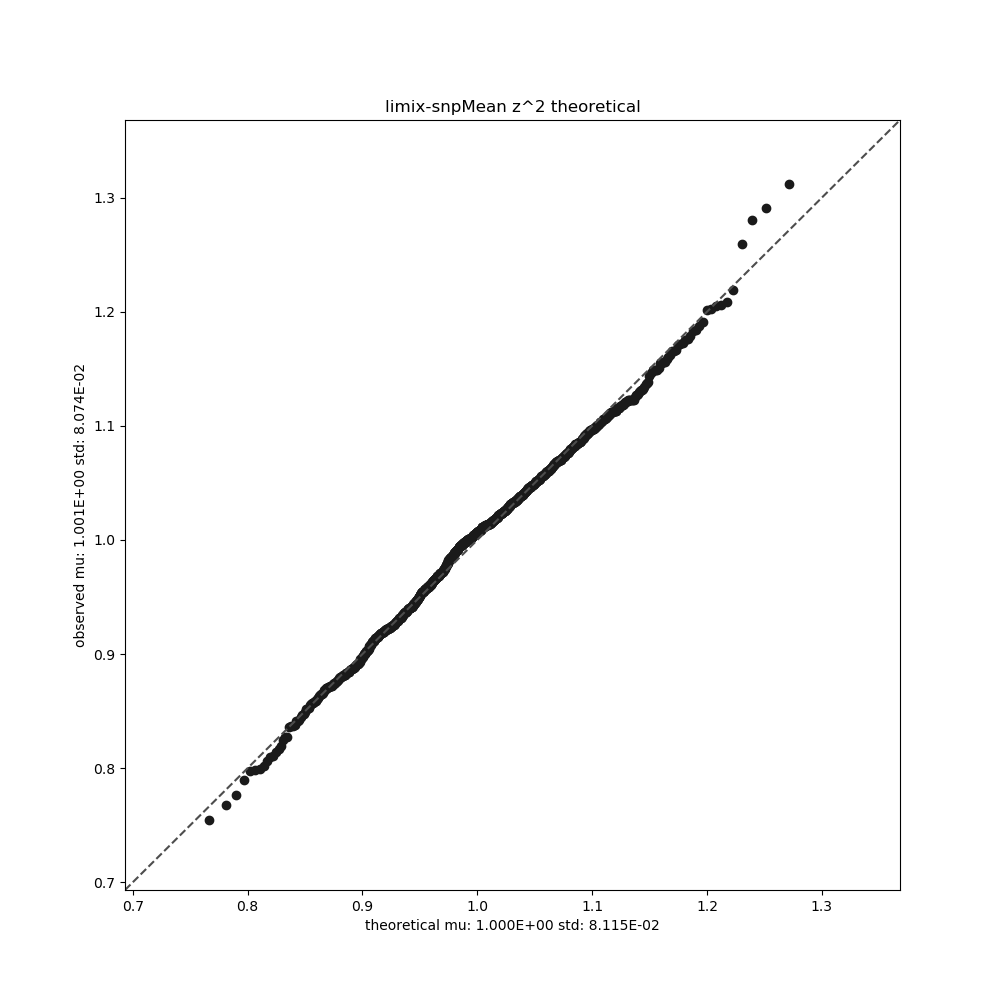 limix-snpMean z^2 theoretical
1.3
1.2
1.1
1.0
0.9
0.8
0.7
observed mu: 1.001E+00 std: 8.074E-02
0.7 0.8 0.9 1.0 1.1 1.2 1.3
theoretical mu: 1.000E+00 std: 8.115E-02